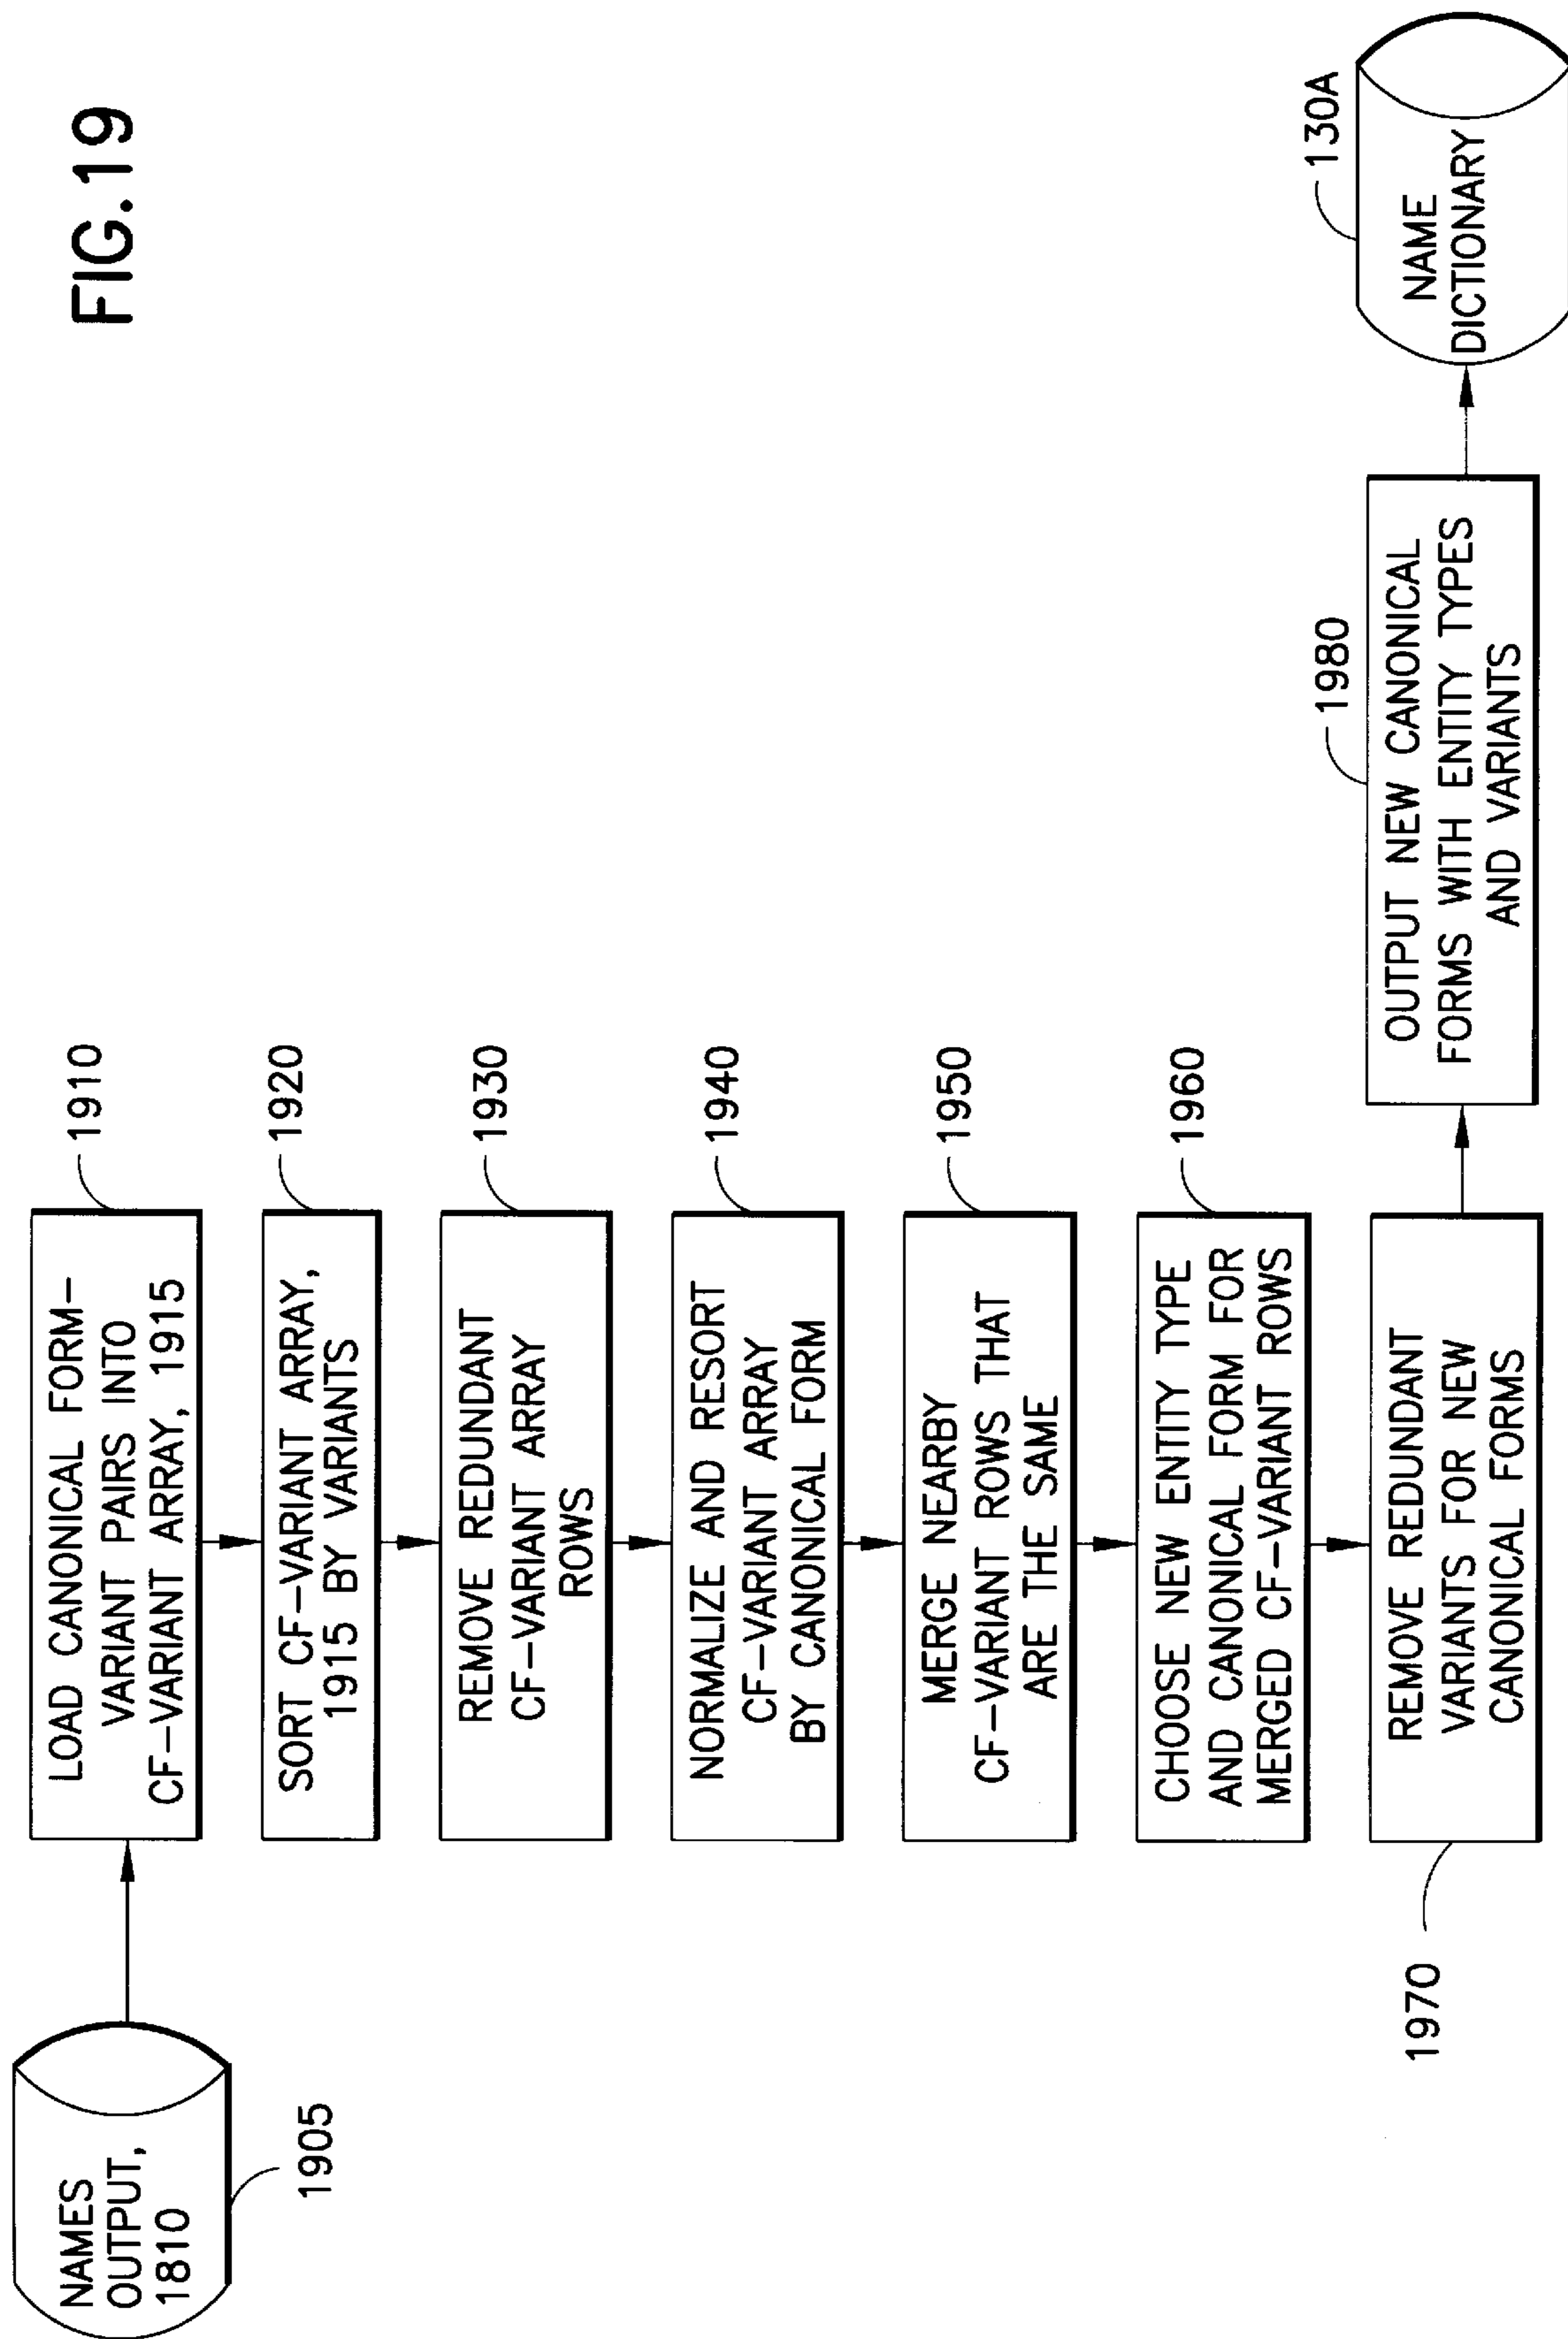 FIG.19
NAMES
OUTPUT,
1810
1905
LOAD CANONICAL FORM-
VARIANT PAIRS INTO
CF-VARIANT ARRAY, 1915
1910
SORT CF-VARIANT ARRAY,
1915 BY VARIANTS
1920
REMOVE REDUNDANT
CF-VARIANT ARRAY
ROWS
1930
NORMALIZE AND RESORT
CF-VARIANT ARRAY
BY CANONICAL FORM
1940
MERGE NEARBY
CF-VARIANT ROWS THAT
ARE THE SAME
1950
CHOOSE NEW ENTITY TYPE
AND CANONICAL FORM FOR
MERGED CF-VARIANT ROWS
1960
REMOVE REDUNDANT
VARIANTS FOR NEW
CANONICAL FORMS
1970
OUTPUT NEW CANONICAL
FORMS WITH ENTITY TYPES
AND VARIANTS
1980
NAME
DICTIONARY
130A